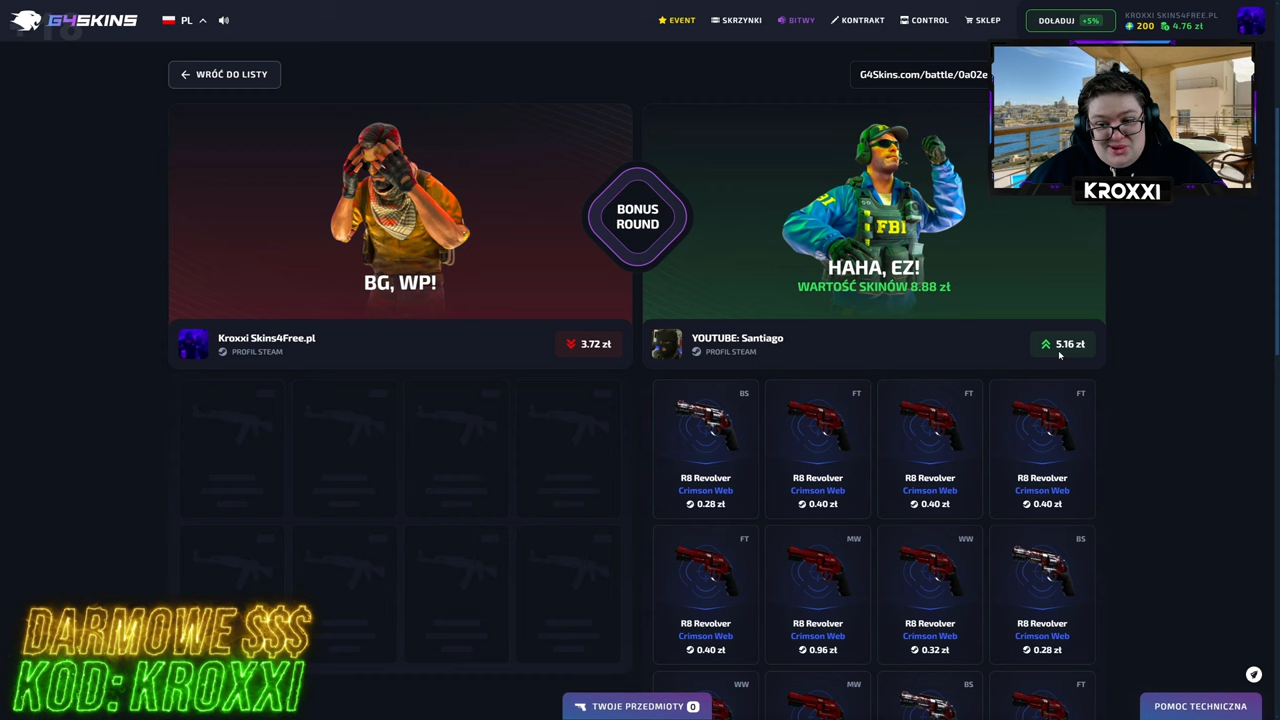 G4SKINS
PL
EVENT
SKRZYNKI
BITWY
KONTRAKT
CONTROL
SKLEP
DOŁADUJ +5%
KROXXI SKINS4FREE.PL
200 4.76 zł
WRÓĆ DO LISTY
G4Skins.com/battle/0a02e
KROXXI
BONUS
ROUND
BG, WP!
FBI
HAHA, EZ!
WARTOŚĆ SKINÓW 8.88 zł
Kroxxi Skins4Free.pl
PROFIL STEAM
3.72 zł
YOUTUBE: Santiago
PROFIL STEAM
5.16 zł
BS
R8 Revolver
Crimson Web
0.28 zł
FT
R8 Revolver
Crimson Web
0.40 zł
FT
R8 Revolver
Crimson Web
0.40 zł
FT
R8 Revolver
Crimson Web
0.40 zł
FT
R8 Revolver
Crimson Web
0.40 zł
MW
R8 Revolver
Crimson Web
0.96 zł
WW
R8 Revolver
Crimson Web
0.32 zł
BS
R8 Revolver
Crimson Web
0.28 zł
WW
MW
BS
FT
DARMOWE $$$
KOD: KROXXI
TWOJE PRZEDMIOTY 0
POMOC TECHNICZNA